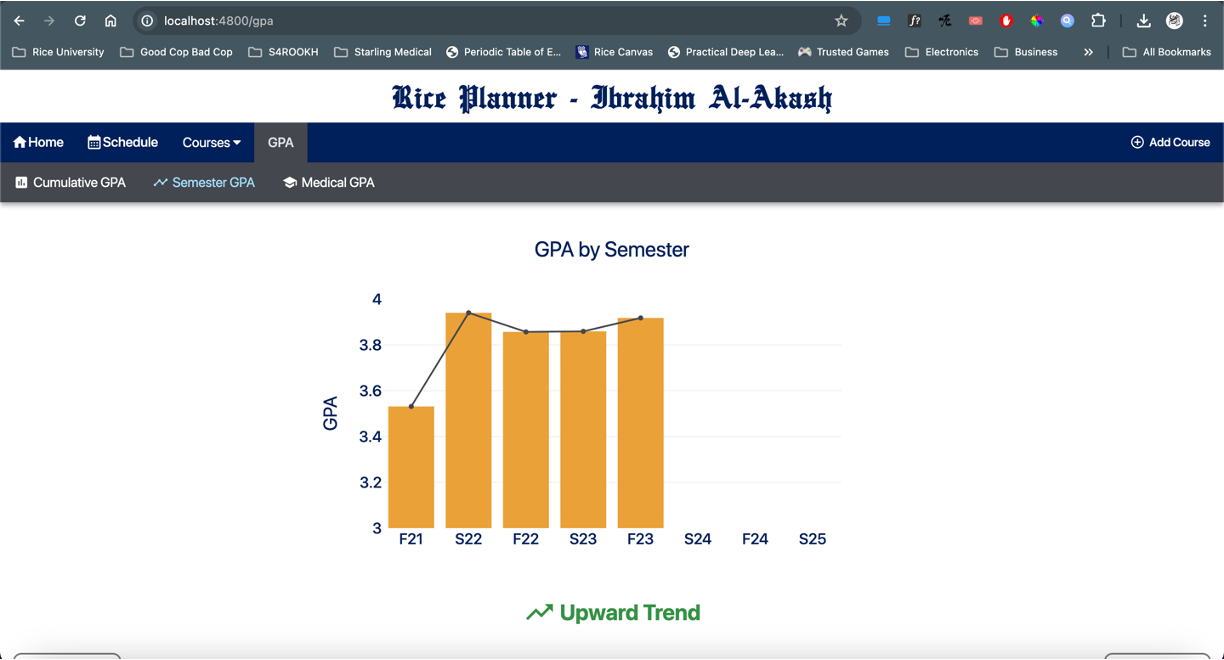 localhost:4800/gpa
Rice University Good Cop Bad Cop S4ROOKH Starling Medical Periodic Table of E... Rice Canvas Practical Deep Lea... Trusted Games Electronics Business » All Bookmarks
Rice Planner - Ibrahim Al-Akash
Home Schedule Courses GPA Add Course
Cumulative GPA Semester GPA Medical GPA
GPA by Semester
4
3.8
3.6
GPA
3.4
3.2
3
F21 S22 F22 S23 F23 S24 F24 S25
Upward Trend